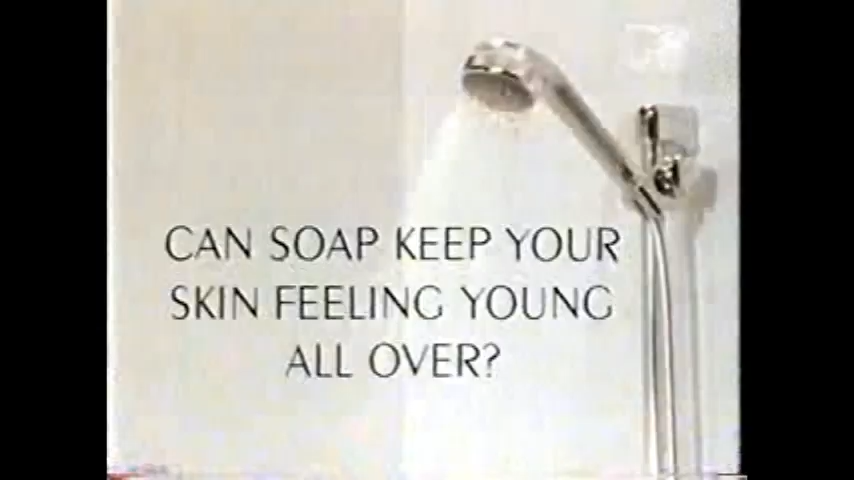 CAN SOAP KEEP YOUR
SKIN FEELING YOUNG
ALL OVER?